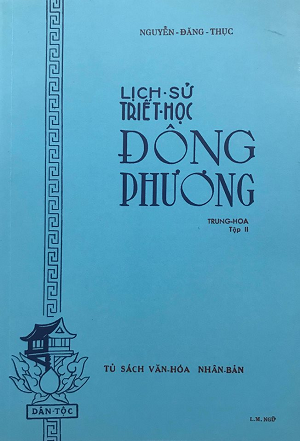 NGUYỄN-ĐĂNG-THỤC
LỊCH·SỬ
TRIẾT·HỌC
ĐÔNG
PHƯƠNG
TRUNG-HOA
Tập II
TỦ SÁCH VĂN-HÓA NHÂN-BẢN
DÂN-TỘC
L.M. NGỮ